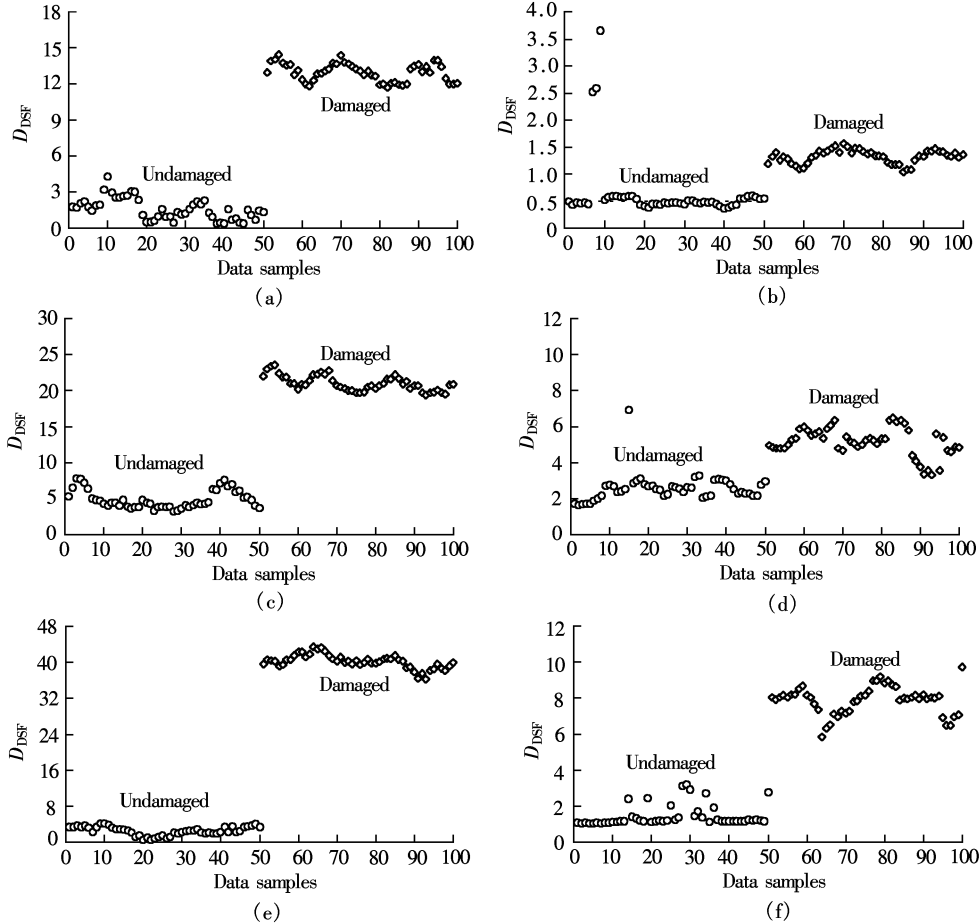 18
15
12
9
6
3
0
D_DSF
Undamaged
Damaged
0 10 20 30 40 50 60 70 80 90 100
Data samples
(a)
4.0
3.5
3.0
2.5
2.0
1.5
1.0
0.5
0
D_DSF
Damaged
Undamaged
0 10 20 30 40 50 60 70 80 90 100
Data samples
(b)
30
25
20
15
10
5
0
D_DSF
Damaged
Undamaged
0 10 20 30 40 50 60 70 80 90 100
Data samples
(c)
12
10
8
6
4
2
0
D_DSF
Damaged
Undamaged
0 10 20 30 40 50 60 70 80 90 100
Data samples
(d)
48
40
32
24
16
8
0
D_DSF
Damaged
Undamaged
0 10 20 30 40 50 60 70 80 90 100
Data samples
(e)
12
10
8
6
4
2
0
D_DSF
Damaged
Undamaged
0 10 20 30 40 50 60 70 80 90 100
Data samples
(f)